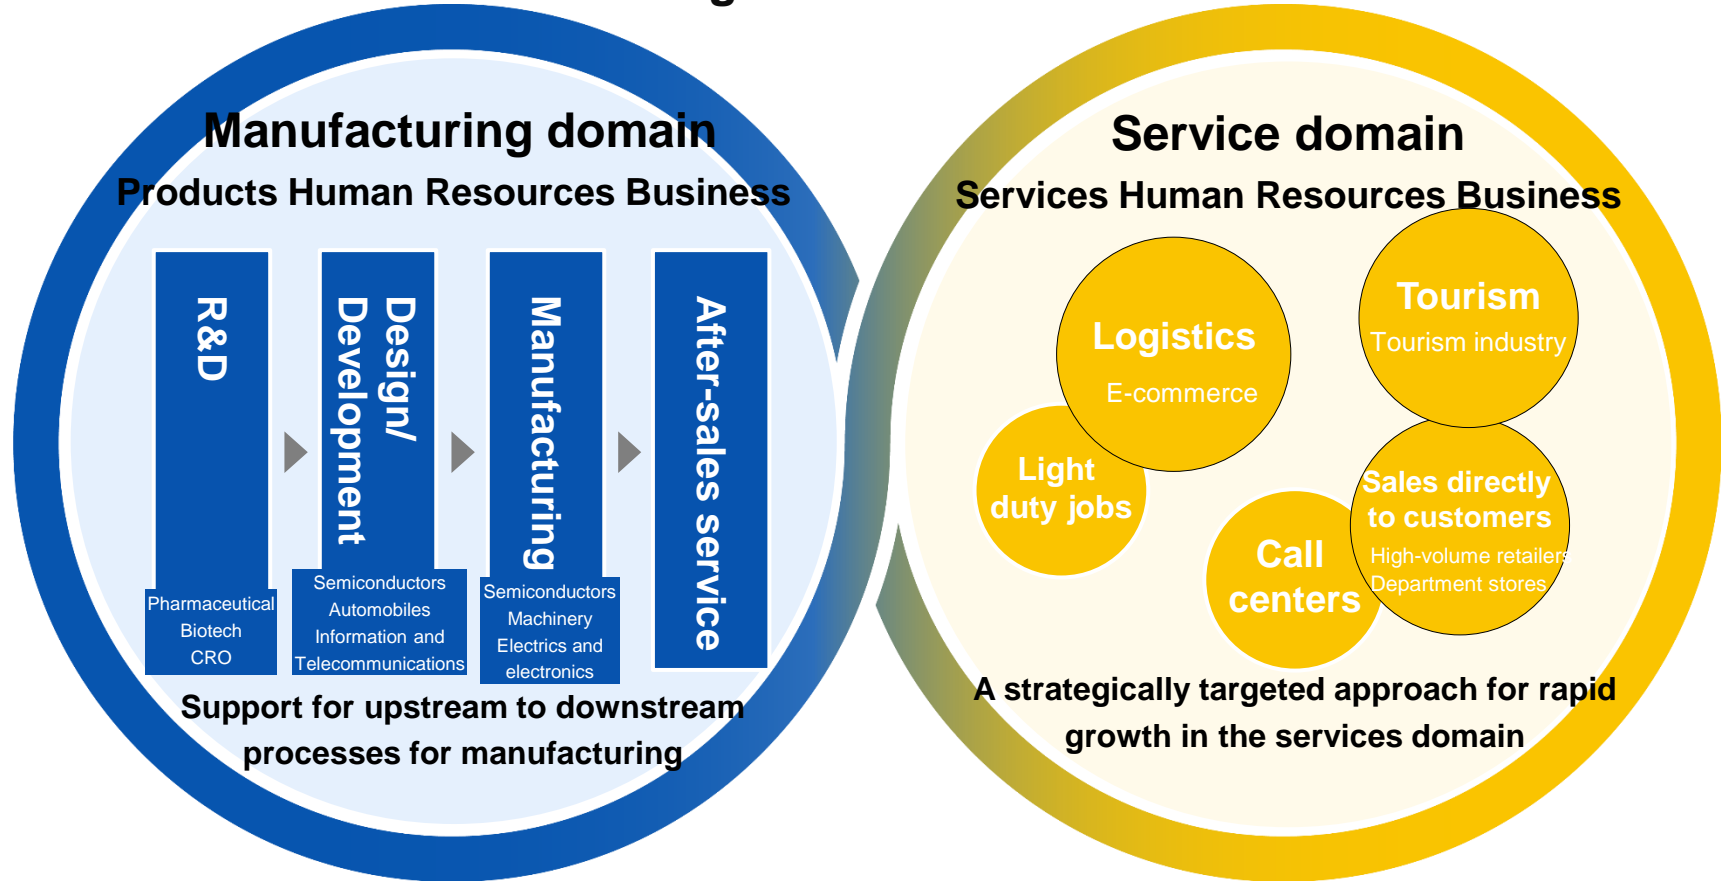 Manufacturing domain
Products Human Resources Business
R&D
Pharmaceutical
Biotech
CRO
Design/
Development
Semiconductors
Automobiles
Information and
Telecommunications
Manufacturing
Semiconductors
Machinery
Electrics and
electronics
After-sales service
Support for upstream to downstream
processes for manufacturing
Service domain
Services Human Resources Business
Logistics
E-commerce
Tourism
Tourism industry
Light
duty jobs
Call
centers
Sales directly
to customers
High-volume retailers
Department stores
A strategically targeted approach for rapid
growth in the services domain